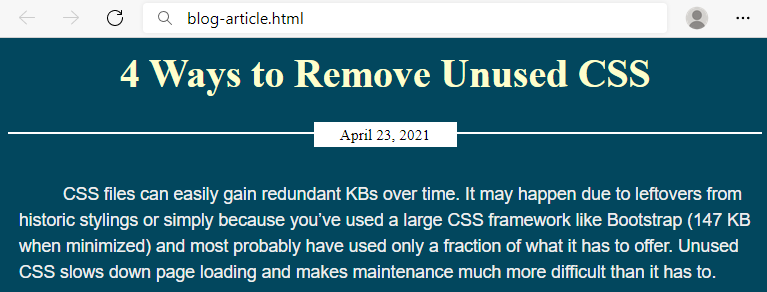 blog-article.html
4 Ways to Remove Unused CSS
April 23, 2021
CSS files can easily gain redundant KBs over time. It may happen due to leftovers from
historic stylings or simply because you’ve used a large CSS framework like Bootstrap (147 KB
when minimized) and most probably have used only a fraction of what it has to offer. Unused
CSS slows down page loading and makes maintenance much more difficult than it has to.